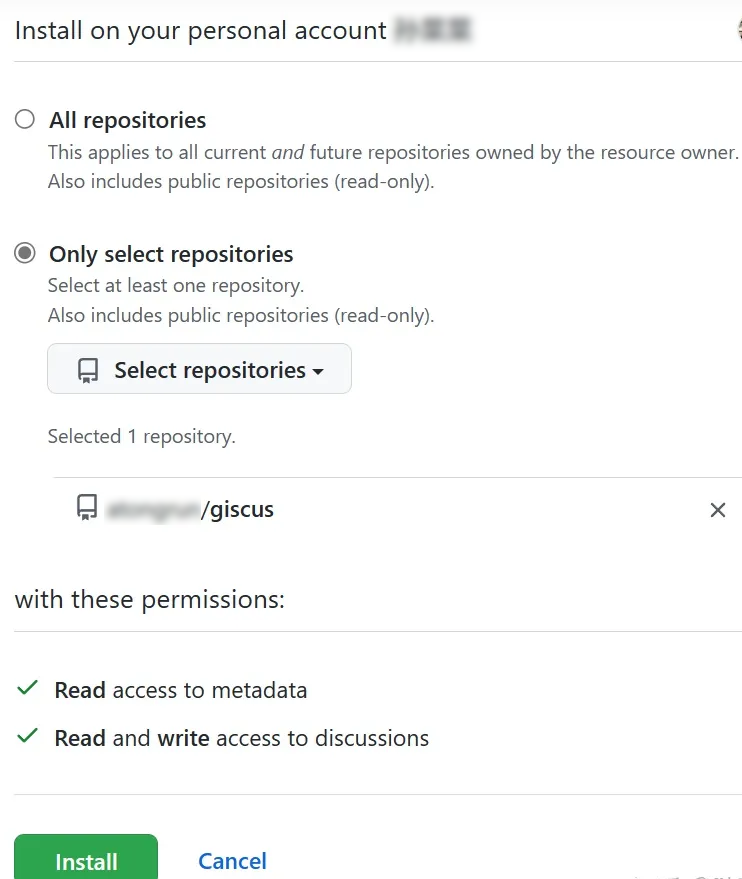 Install on your personal account
All repositories
This applies to all current and future repositories owned by the resource owner.
Also includes public repositories (read-only).
Only select repositories
Select at least one repository.
Also includes public repositories (read-only).
Select repositories
Selected 1 repository.
/giscus
with these permissions:
Read access to metadata
Read and write access to discussions
Install Cancel